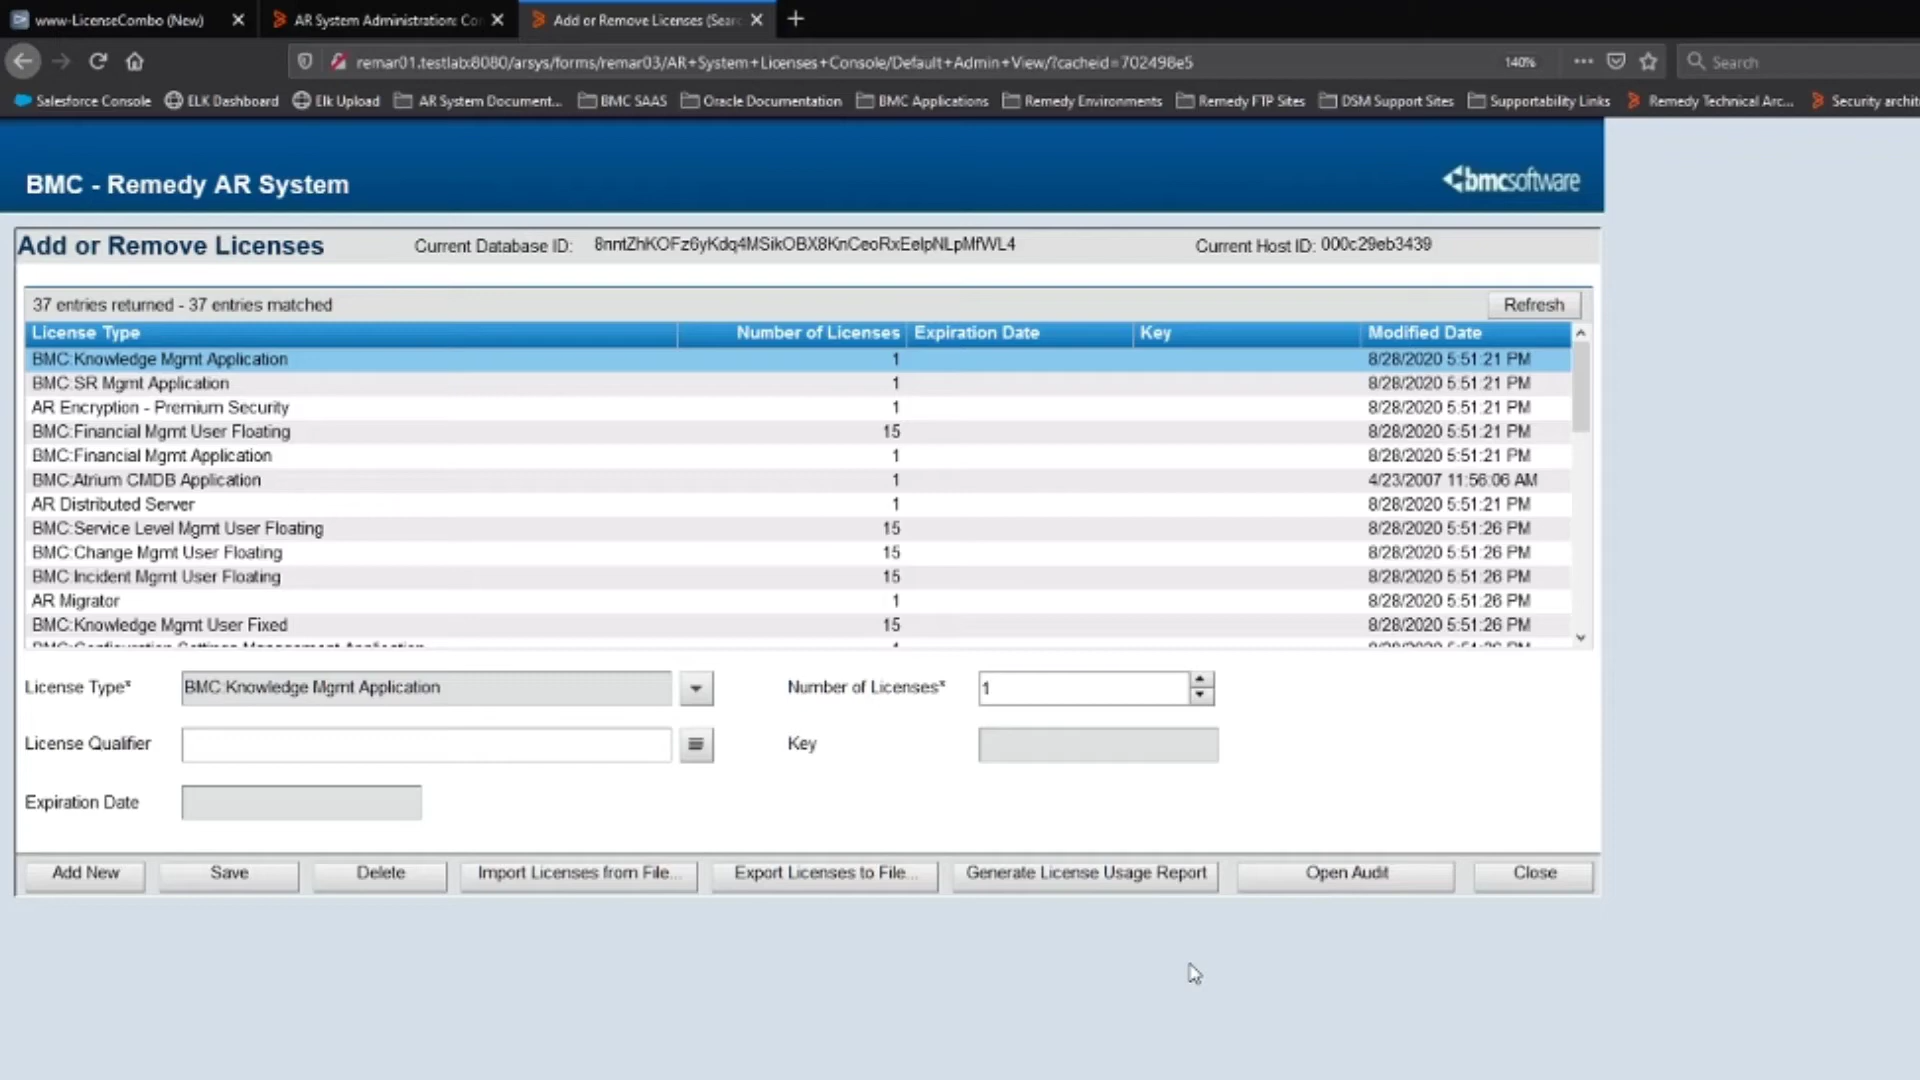 www-LicenseCombo (New)
AR System Administration: Co
Add or Remove Licenses (Sear
remar01.testlab:8080/arsys/forms/remar03/AR+System+Licenses+Console/Default+Admin+View/?cacheid=702498e5
140%
Search
Salesforce Console
ELK Dashboard
Elk Upload
AR System Document...
BMC SAAS
Oracle Documentation
BMC Applications
Remedy Environments
Remedy FTP Sites
DSM Support Sites
Supportability Links
Remedy Technical Arc...
Security archit
BMC - Remedy AR System
bmcsoftware
Add or Remove Licenses
Current Database ID: 8nntZhKOFz6yKdq4MSikOBX8KnCeoRxEelpNLpMfWL4
Current Host ID: 000c29eb3439
37 entries returned - 37 entries matched
Refresh
License Type Number of Licenses Expiration Date Key Modified Date
BMC:Knowledge Mgmt Application 1 8/28/2020 5:51:21 PM
BMC:SR Mgmt Application 1 8/28/2020 5:51:21 PM
AR Encryption - Premium Security 1 8/28/2020 5:51:21 PM
BMC:Financial Mgmt User Floating 15 8/28/2020 5:51:21 PM
BMC:Financial Mgmt Application 1 8/28/2020 5:51:21 PM
BMC:Atrium CMDB Application 1 4/23/2007 11:56:06 AM
AR Distributed Server 1 8/28/2020 5:51:21 PM
BMC:Service Level Mgmt User Floating 15 8/28/2020 5:51:26 PM
BMC:Change Mgmt User Floating 15 8/28/2020 5:51:26 PM
BMC:Incident Mgmt User Floating 15 8/28/2020 5:51:26 PM
AR Migrator 1 8/28/2020 5:51:26 PM
BMC:Knowledge Mgmt User Fixed 15 8/28/2020 5:51:26 PM
BMC:Configuration Settings Management Application 1 8/28/2020 5:51:26 PM
License Type* BMC:Knowledge Mgmt Application
Number of Licenses* 1
License Qualifier
Key
Expiration Date
Add New
Save
Delete
Import Licenses from File...
Export Licenses to File...
Generate License Usage Report
Open Audit
Close